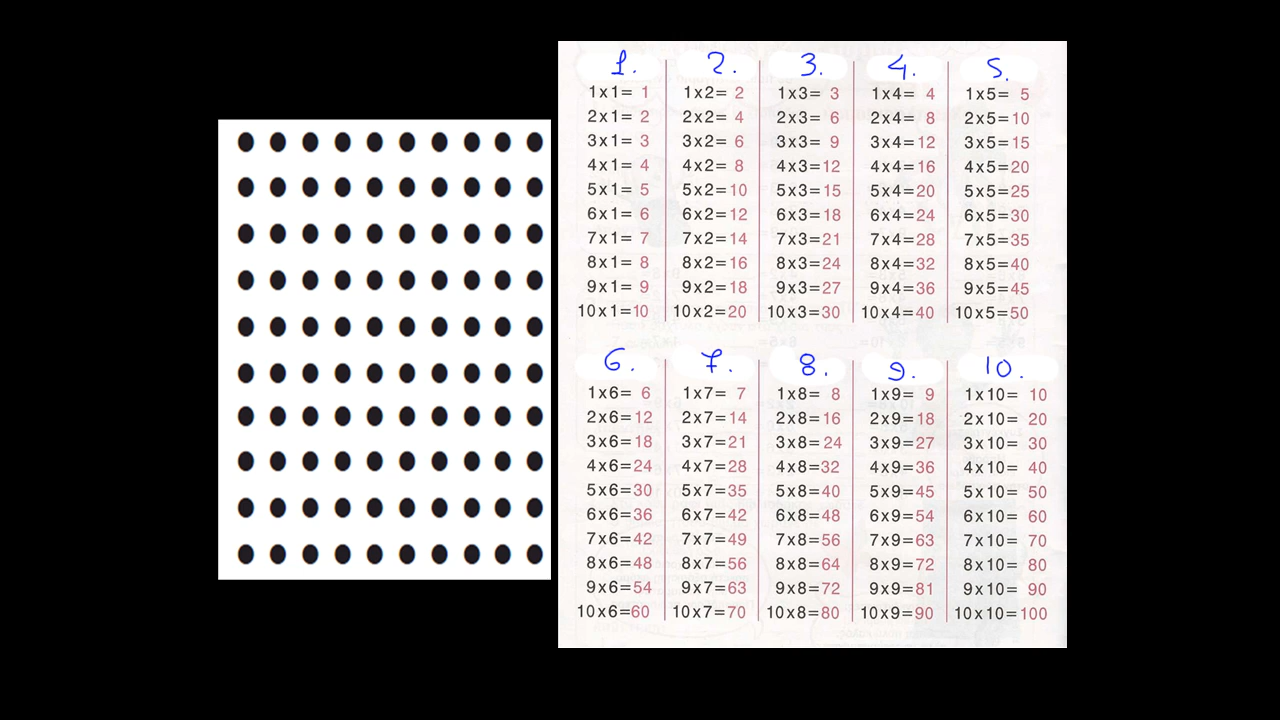 1. 2. 3. 4. 5.
1x1= 1 1x2= 2 1x3= 3 1x4= 4 1x5= 5
2x1= 2 2x2= 4 2x3= 6 2x4= 8 2x5=10
3x1= 3 3x2= 6 3x3= 9 3x4=12 3x5=15
4x1= 4 4x2= 8 4x3=12 4x4=16 4x5=20
5x1= 5 5x2=10 5x3=15 5x4=20 5x5=25
6x1= 6 6x2=12 6x3=18 6x4=24 6x5=30
7x1= 7 7x2=14 7x3=21 7x4=28 7x5=35
8x1= 8 8x2=16 8x3=24 8x4=32 8x5=40
9x1= 9 9x2=18 9x3=27 9x4=36 9x5=45
10x1=10 10x2=20 10x3=30 10x4=40 10x5=50
6. 7. 8. 9. 10.
1x6= 6 1x7= 7 1x8= 8 1x9= 9 1x10= 10
2x6=12 2x7=14 2x8=16 2x9=18 2x10= 20
3x6=18 3x7=21 3x8=24 3x9=27 3x10= 30
4x6=24 4x7=28 4x8=32 4x9=36 4x10= 40
5x6=30 5x7=35 5x8=40 5x9=45 5x10= 50
6x6=36 6x7=42 6x8=48 6x9=54 6x10= 60
7x6=42 7x7=49 7x8=56 7x9=63 7x10= 70
8x6=48 8x7=56 8x8=64 8x9=72 8x10= 80
9x6=54 9x7=63 9x8=72 9x9=81 9x10= 90
10x6=60 10x7=70 10x8=80 10x9=90 10x10=100